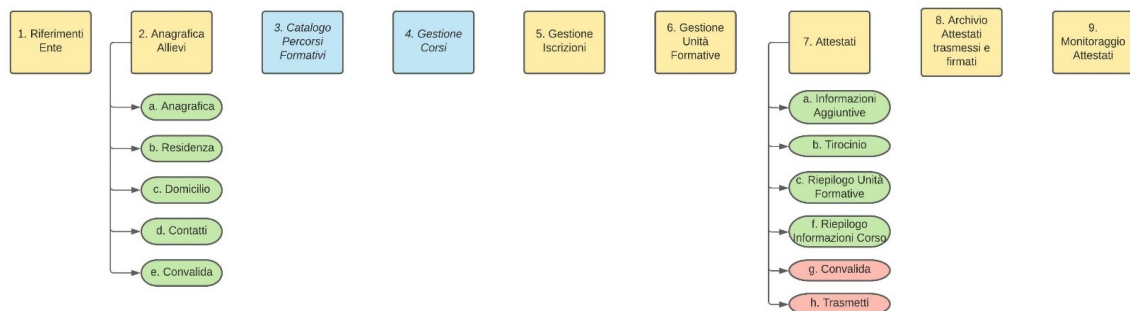 1. Riferimenti
Ente
2. Anagrafica
Allievi
3. Catalogo
Percorsi
Formativi
4. Gestione
Corsi
5. Gestione
Iscrizioni
6. Gestione
Unità
Formative
7. Attestati
8. Archivio
Attestati
trasmessi e
firmati
9.
Monitoraggio
Attestati
a. Anagrafica
b. Residenza
c. Domicilio
d. Contatti
e. Convalida
a. Informazioni
Aggiuntive
b. Tirocinio
c. Riepilogo Unità
Formative
f. Riepilogo
Informazioni Corso
g. Convalida
h. Trasmetti